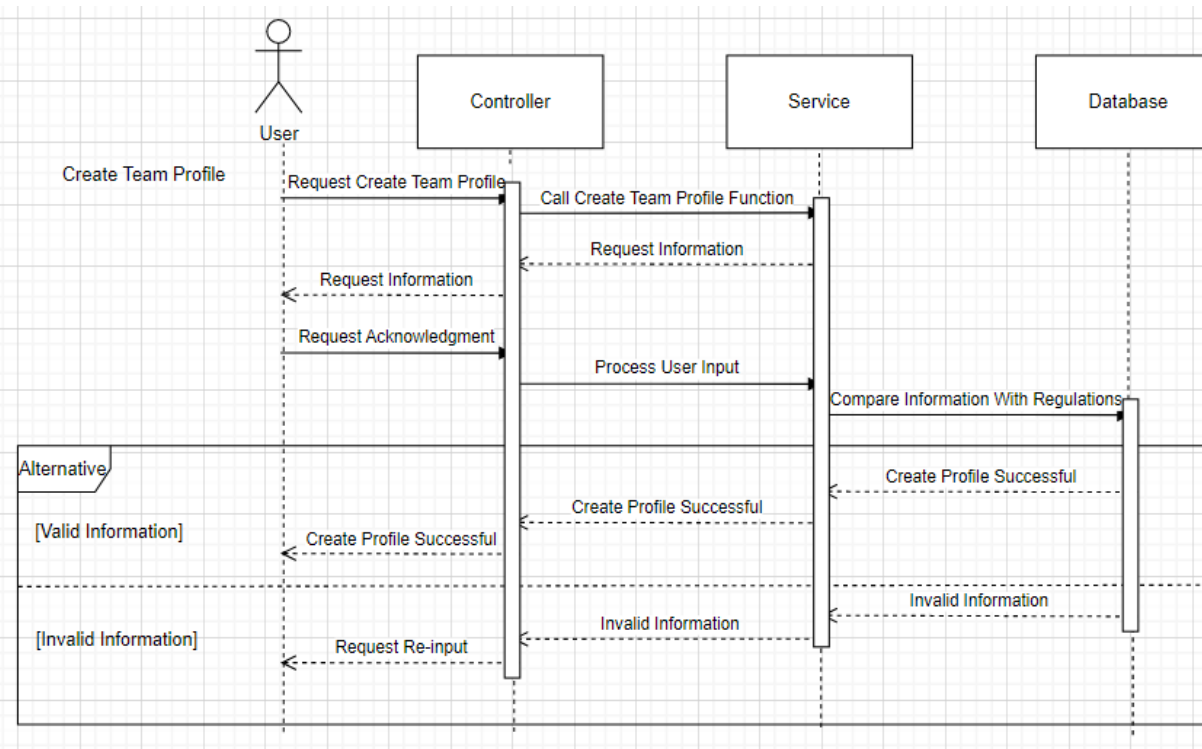 Controller
Service
Database
User
Create Team Profile
Request Create Team Profile
Call Create Team Profile Function
Request Information
Request Information
Request Acknowledgment
Process User Input
Compare Information With Regulations
Alternative
Create Profile Successful
Create Profile Successful
[Valid Information]
Create Profile Successful
Invalid Information
Invalid Information
[Invalid Information]
Request Re-input